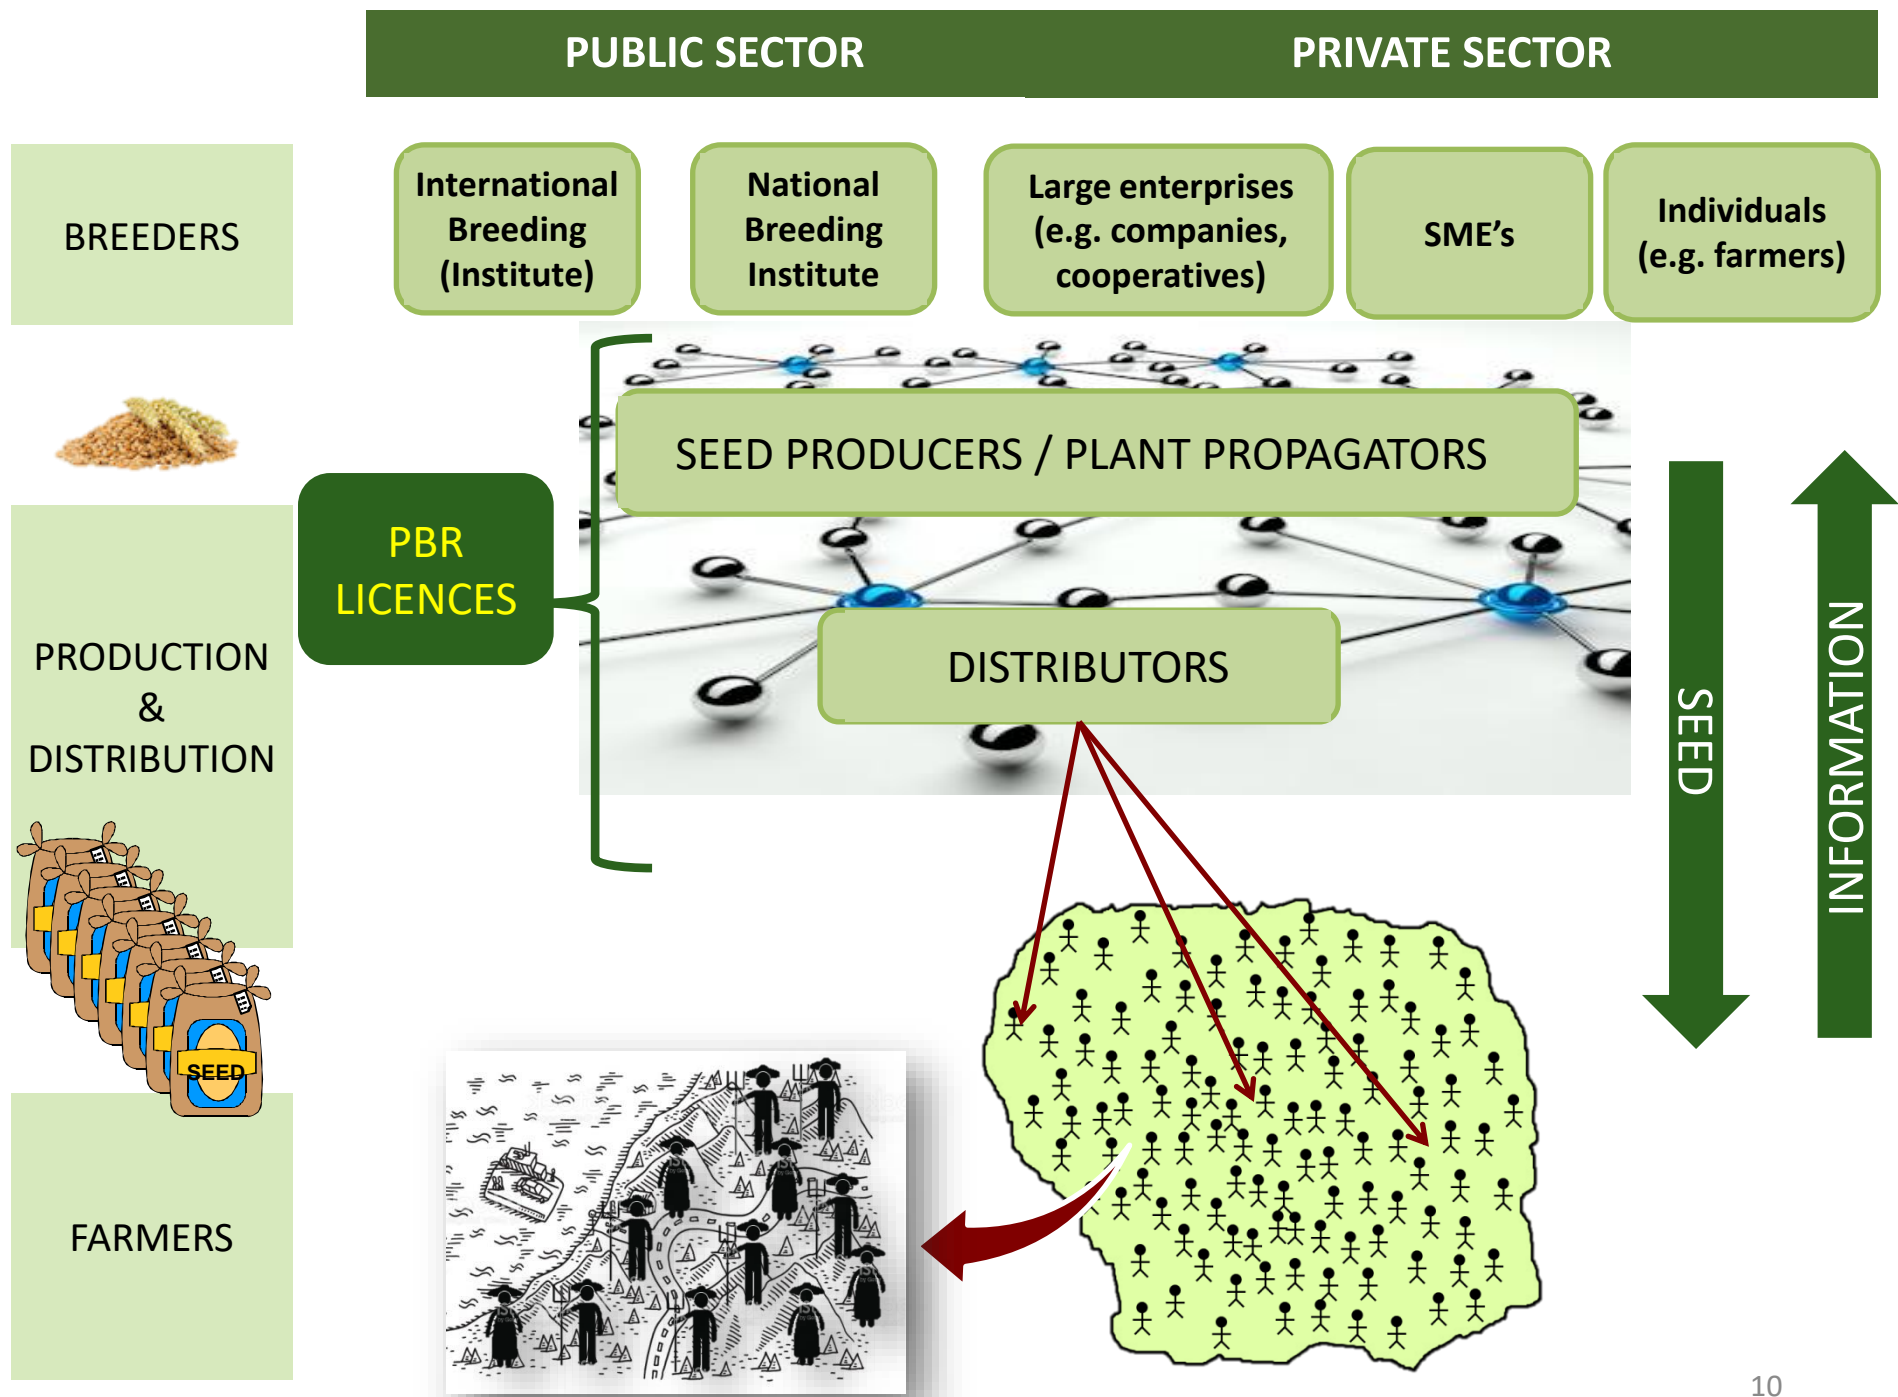 PUBLIC SECTOR
PRIVATE SECTOR
BREEDERS
International
Breeding
(Institute)
National
Breeding
Institute
Large enterprises
(e.g. companies,
cooperatives)
SME’s
Individuals
(e.g. farmers)
SEED PRODUCERS / PLANT PROPAGATORS
PBR
LICENCES
DISTRIBUTORS
PRODUCTION
&
DISTRIBUTION
SEED
INFORMATION
SEED
FARMERS
10